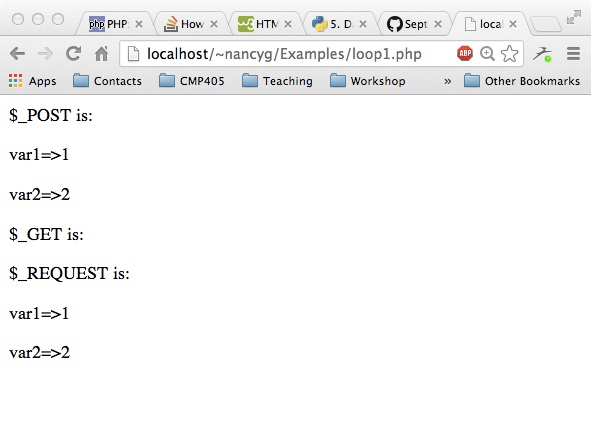 php PHP:
How
HTM
5. D
Sept
local
localhost/~nancyg/Examples/loop1.php
ABP
Apps Contacts CMP405 Teaching Workshop » Other Bookmarks
$_POST is:
var1=>1
var2=>2
$_GET is:
$_REQUEST is:
var1=>1
var2=>2